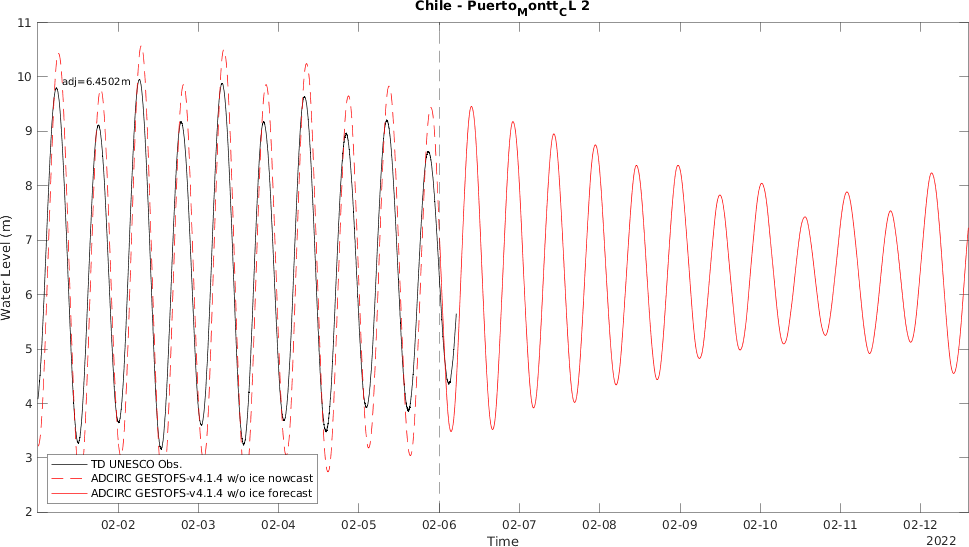 Chile - PuertoMonttCL 2
11
10
9
8
7
6
5
4
3
2
Water Level (m)
adj=6.4502m
TD UNESCO Obs.
ADCIRC GESTOFS-v4.1.4 w/o ice nowcast
ADCIRC GESTOFS-v4.1.4 w/o ice forecast
02-02 02-03 02-04 02-05 02-06 02-07 02-08 02-09 02-10 02-11 02-12
Time
2022